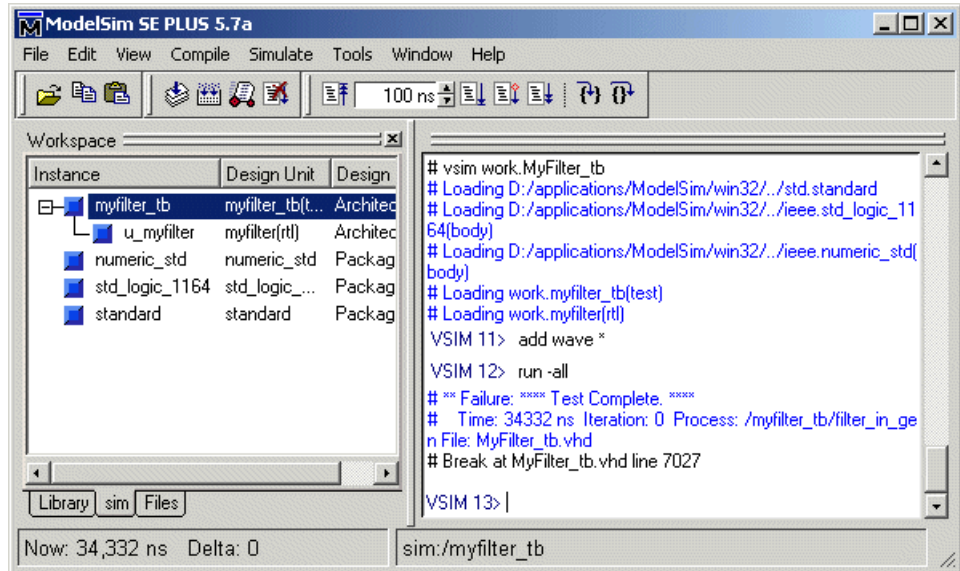 ModelSim SE PLUS 5.7a
File Edit View Compile Simulate Tools Window Help
100 ns
Workspace
Instance Design Unit Design
myfilter_tb myfilter_tb(t... Architec
u_myfilter myfilter(rtl) Architec
numeric_std numeric_std Packag
std_logic_1164 std_logic_... Packag
standard standard Packag
Library sim Files
# vsim work.MyFilter_tb
# Loading D:/applications/ModelSim/win32/../std.standard
# Loading D:/applications/ModelSim/win32/../ieee.std_logic_11
64(body)
# Loading D:/applications/ModelSim/win32/../ieee.numeric_std(
body)
# Loading work.myfilter_tb(test)
# Loading work.myfilter(rtl)
VSIM 11> add wave *
VSIM 12> run -all
# ** Failure: **** Test Complete. ****
# Time: 34332 ns Iteration: 0 Process: /myfilter_tb/filter_in_ge
n File: MyFilter_tb.vhd
# Break at MyFilter_tb.vhd line 7027
VSIM 13>
Now: 34,332 ns Delta: 0
sim:/myfilter_tb